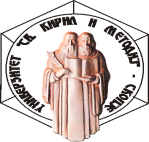 УНИВЕРЗИТЕТ "СВ. КИРИЛ И МЕТОДИЈ" - СКОПЈЕ